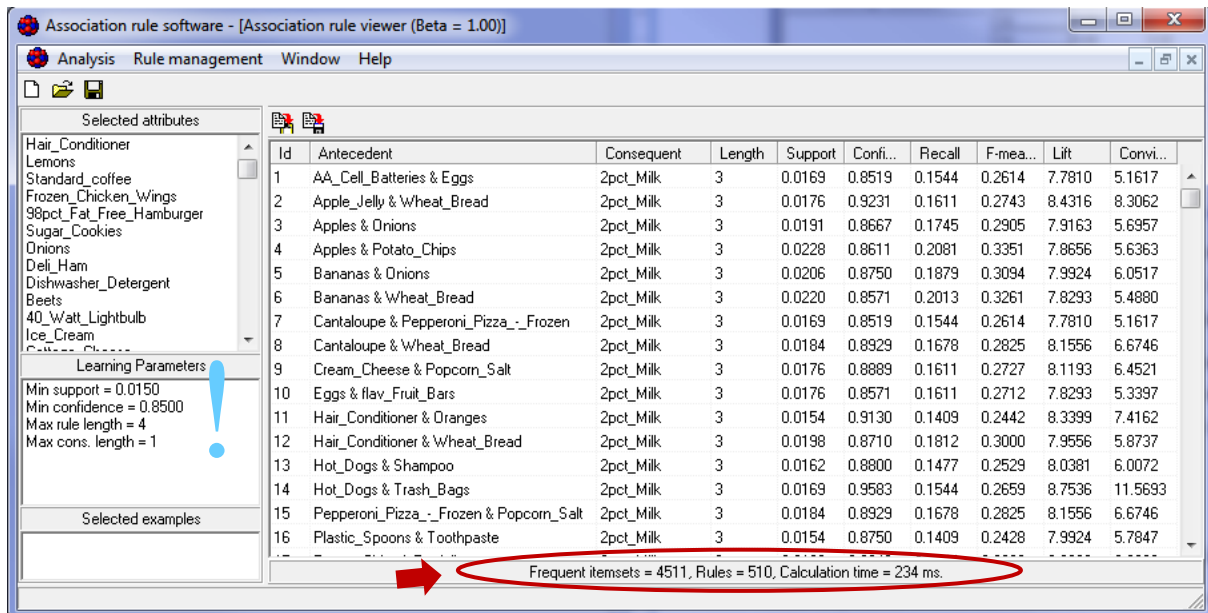 Association rule software - [Association rule viewer (Beta = 1.00)]
Analysis Rule management Window Help
Selected attributes
Hair_Conditioner
Lemons
Standard_coffee
Frozen_Chicken_Wings
98pct_Fat_Free_Hamburger
Sugar_Cookies
Onions
Deli_Ham
Dishwasher_Detergent
Beets
40_Watt_Lightbulb
Ice_Cream
Learning Parameters
!
Min support = 0.0150
Min confidence = 0.8500
Max rule length = 4
Max cons. length = 1
Selected examples
Id Antecedent Consequent Length Support Confi... Recall F-mea... Lift Convi...
1 AA_Cell_Batteries & Eggs 2pct_Milk 3 0.0169 0.8519 0.1544 0.2614 7.7810 5.1617
2 Apple_Jelly & Wheat_Bread 2pct_Milk 3 0.0176 0.9231 0.1611 0.2743 8.4316 8.3062
3 Apples & Onions 2pct_Milk 3 0.0191 0.8667 0.1745 0.2905 7.9163 5.6957
4 Apples & Potato_Chips 2pct_Milk 3 0.0228 0.8611 0.2081 0.3351 7.8656 5.6363
5 Bananas & Onions 2pct_Milk 3 0.0206 0.8750 0.1879 0.3094 7.9924 6.0517
6 Bananas & Wheat_Bread 2pct_Milk 3 0.0220 0.8571 0.2013 0.3261 7.8293 5.4880
7 Cantaloupe & Pepperoni_Pizza_-_Frozen 2pct_Milk 3 0.0169 0.8519 0.1544 0.2614 7.7810 5.1617
8 Cantaloupe & Wheat_Bread 2pct_Milk 3 0.0184 0.8929 0.1678 0.2825 8.1556 6.6746
9 Cream_Cheese & Popcorn_Salt 2pct_Milk 3 0.0176 0.8889 0.1611 0.2727 8.1193 6.4521
10 Eggs & flav_Fruit_Bars 2pct_Milk 3 0.0176 0.8571 0.1611 0.2712 7.8293 5.3397
11 Hair_Conditioner & Oranges 2pct_Milk 3 0.0154 0.9130 0.1409 0.2442 8.3399 7.4162
12 Hair_Conditioner & Wheat_Bread 2pct_Milk 3 0.0198 0.8710 0.1812 0.3000 7.9556 5.8737
13 Hot_Dogs & Shampoo 2pct_Milk 3 0.0162 0.8800 0.1477 0.2529 8.0381 6.0072
14 Hot_Dogs & Trash_Bags 2pct_Milk 3 0.0169 0.9583 0.1544 0.2659 8.7536 11.5693
15 Pepperoni_Pizza_-_Frozen & Popcorn_Salt 2pct_Milk 3 0.0184 0.8929 0.1678 0.2825 8.1556 6.6746
16 Plastic_Spoons & Toothpaste 2pct_Milk 3 0.0154 0.8750 0.1409 0.2428 7.9924 5.7847
Frequent itemsets = 4511, Rules = 510, Calculation time = 234 ms.